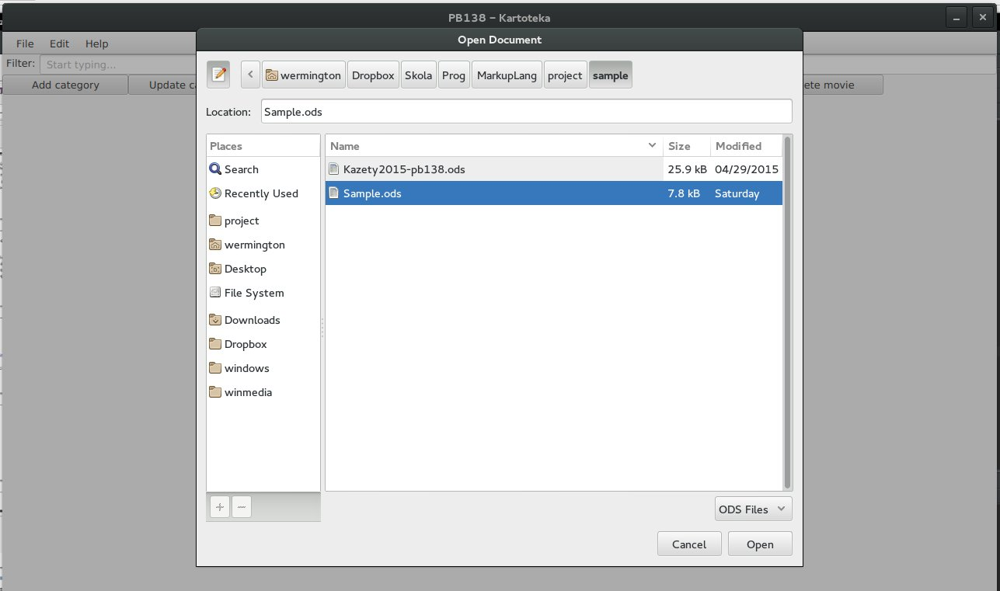 PB138 – Kartoteka
Open Document
File Edit Help
Filter: Start typing...
Add category Update
ete movie
wermington Dropbox Skola Prog MarkupLang project sample
Location: Sample.ods
Places
Search
Recently Used
project
wermington
Desktop
File System
Downloads
Dropbox
windows
winmedia
Name Size Modified
Kazety2015-pb138.ods 25.9 kB 04/29/2015
Sample.ods 7.8 kB Saturday
ODS Files
Cancel Open